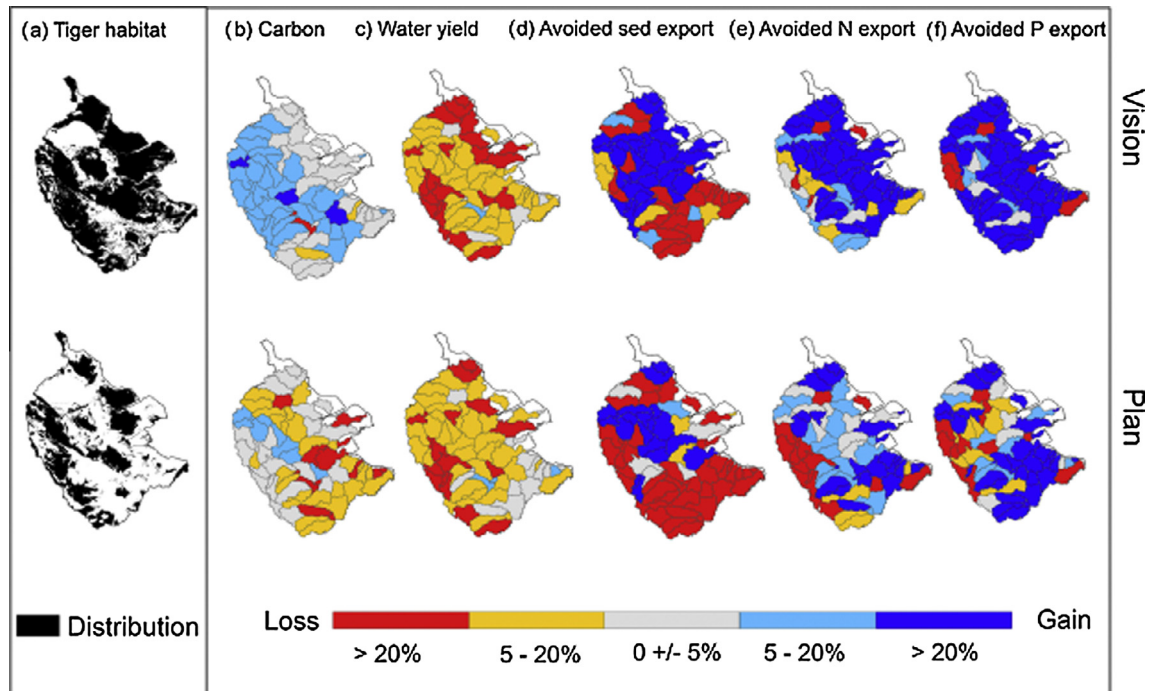 (a) Tiger habitat
(b) Carbon
c) Water yield
(d) Avoided sed export
(e) Avoided N export
(f) Avoided P export
Vision
Plan
Distribution
Loss
Gain
> 20%
5 - 20%
0 +/- 5%
5 - 20%
> 20%